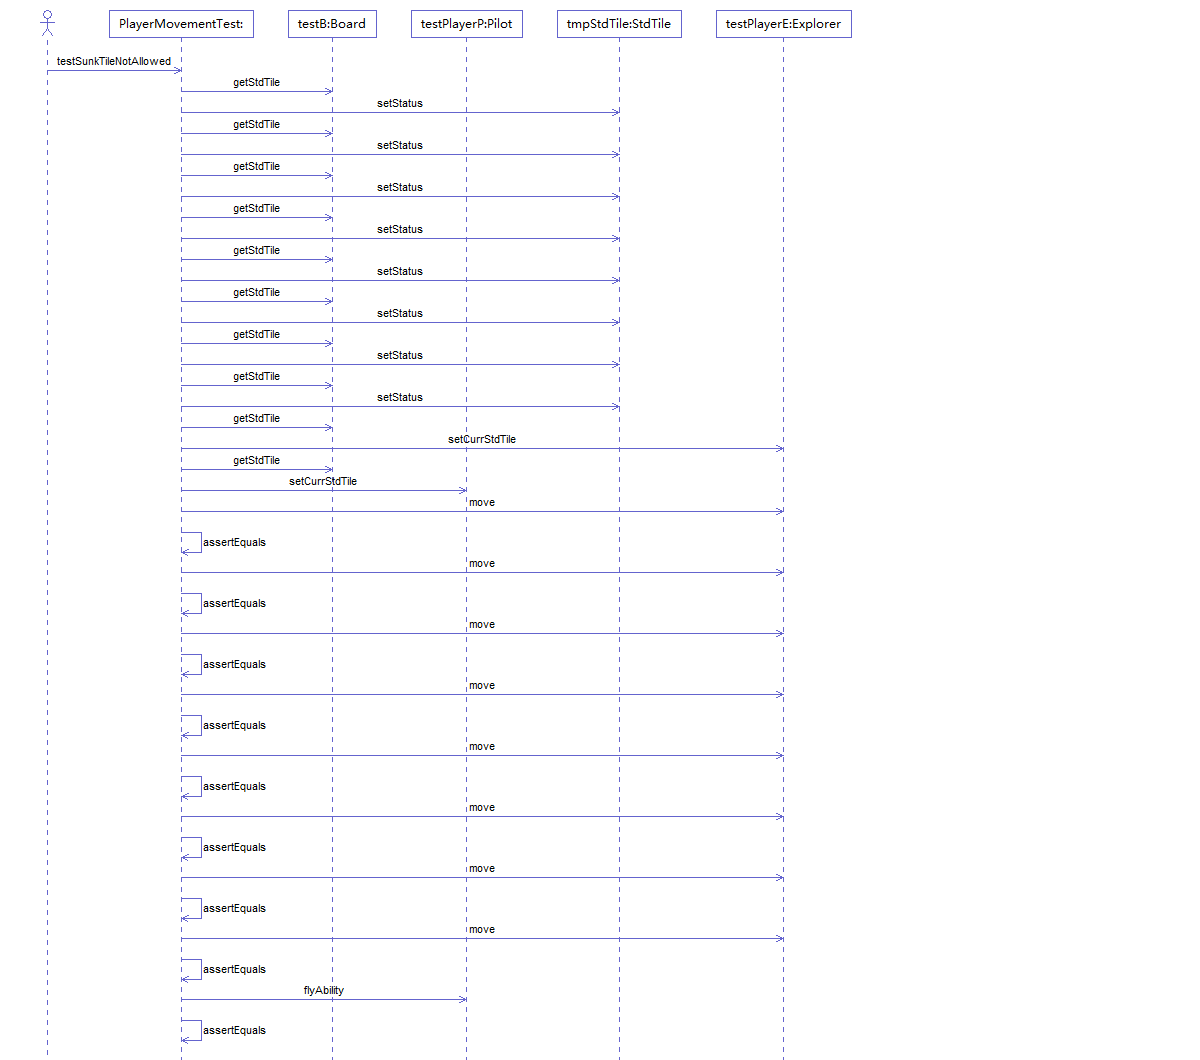 PlayerMovementTest:
testB:Board
testPlayerP:Pilot
tmpStdTile:StdTile
testPlayerE:Explorer
testSunkTileNotAllowed
getStdTile
setStatus
getStdTile
setStatus
getStdTile
setStatus
getStdTile
setStatus
getStdTile
setStatus
getStdTile
setStatus
getStdTile
setStatus
getStdTile
setStatus
getStdTile
setCurrStdTile
getStdTile
setCurrStdTile
move
assertEquals
move
assertEquals
move
assertEquals
move
assertEquals
move
assertEquals
move
assertEquals
move
assertEquals
move
assertEquals
flyAbility
assertEquals